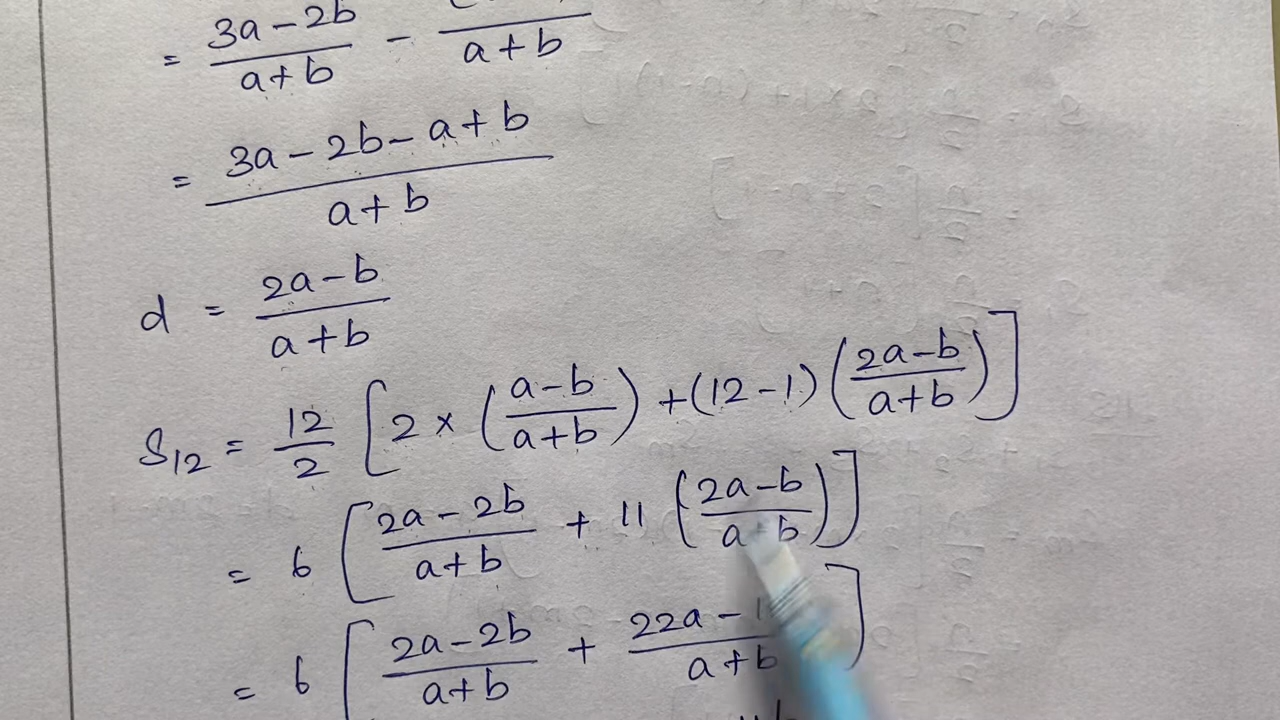 = (3a-2b)/(a+b) - /(a+b)
= (3a-2b-a+b)/(a+b)
d = (2a-b)/(a+b)
S₁₂ = 12/2 [2×((a-b)/(a+b)) +(12-1)((2a-b)/(a+b))]
= 6 [(2a-2b)/(a+b) + 11((2a-b)/(a+b))]
= 6 [(2a-2b)/(a+b) + (22a-)/(a+b)]